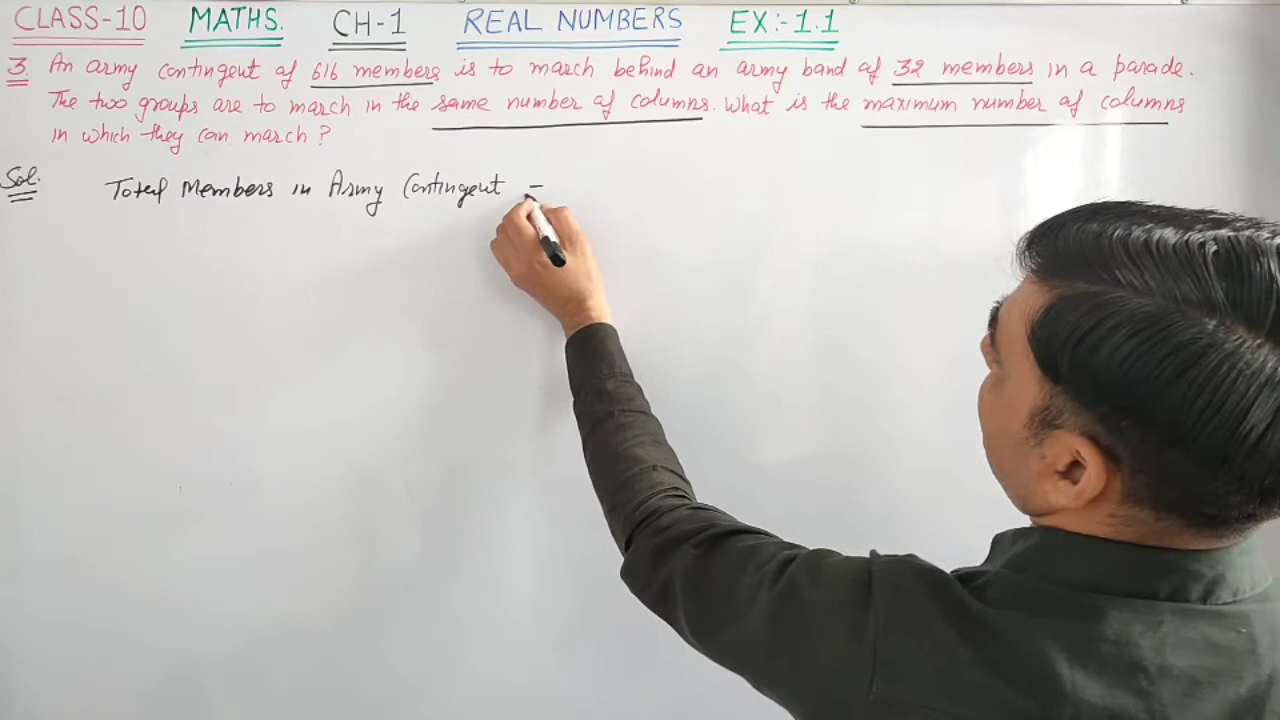 CLASS-10 MATHS. CH-1 REAL NUMBERS EX:-1.1
3. An army contingent of 616 members is to march behind an army band of 32 members in a parade.
The two groups are to march in the same number of columns. What is the maximum number of columns
in which they can march?
Sol. Total Members in Army Contingent =